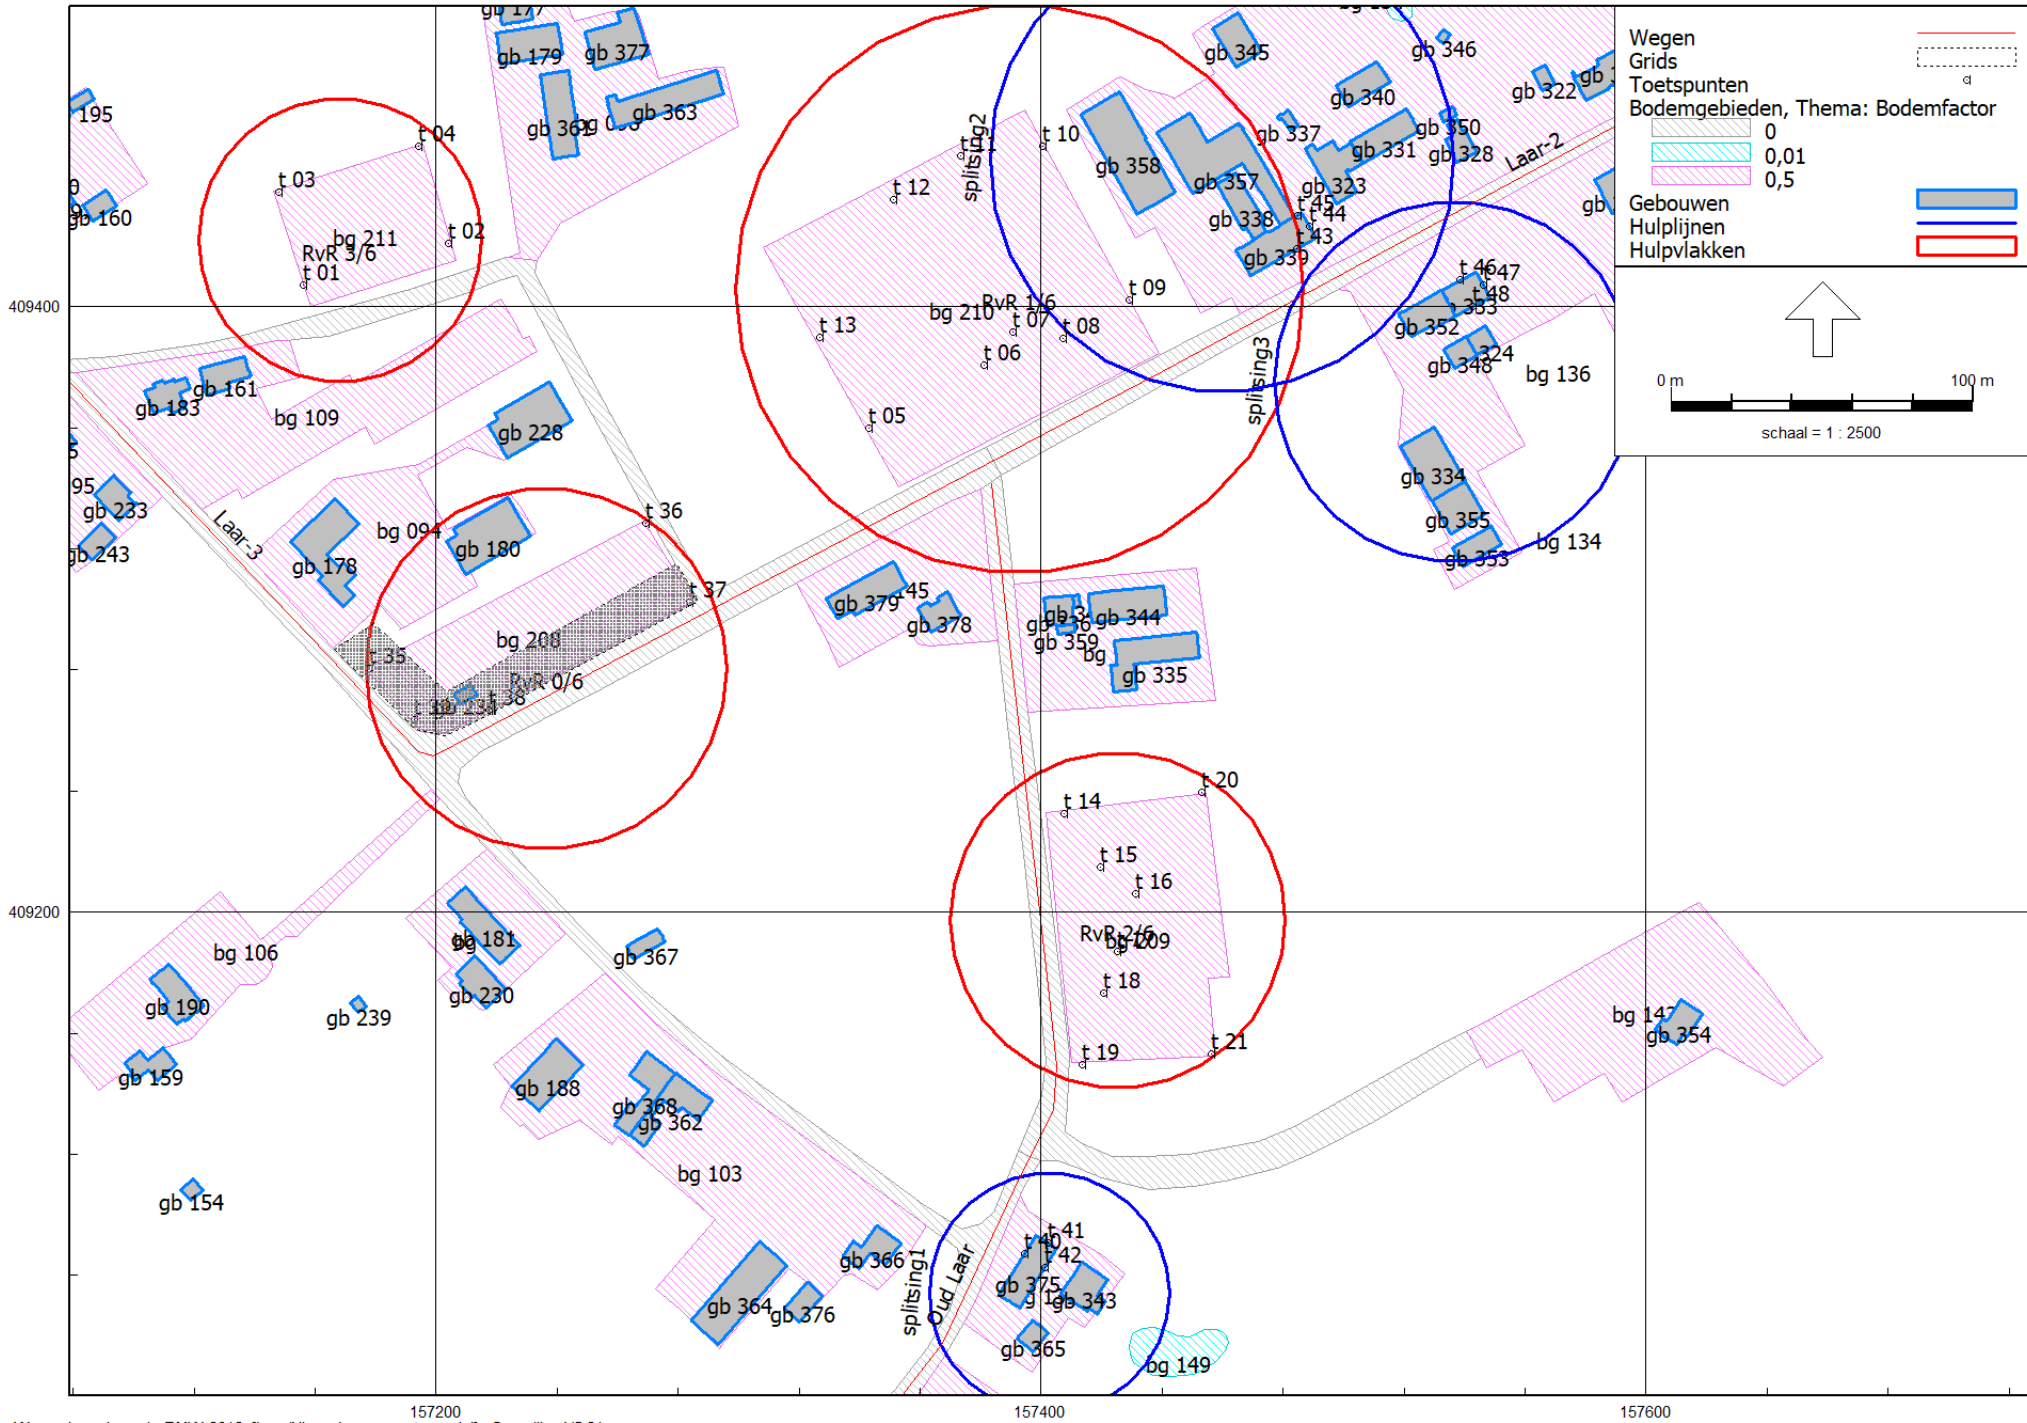 gb 177
gb 179
gb 377
gb 361
gb 363
195
t 04
t 03
t 02
bg 211
RvR 3/6
t 01
gb 160
gb 345
gb 346
gb 340
gb 322
gb 337
gb 350
gb 331
gb 328
gb 323
gb 358
gb 357
gb 338
gb 339
t 45
t 44
t 43
Laar-2
splitsing2
t 10
t 12
t 09
RvR 1/6
bg 210
t 07
t 08
t 13
t 06
t 05
splitsing3
t 46
t 47
t 48
gb 352
gb 348
324
bg 136
gb 334
gb 355
gb 353
bg 134
Wegen
Grids
Toetspunten
Bodemgebieden, Thema: Bodemfactor
0
0,01
0,5
Gebouwen
Hulplijnen
Hulpvlakken
0 m
100 m
schaal = 1 : 2500
409400
gb 183
gb 161
bg 109
gb 228
95
gb 233
gb 243
Laar-3
gb 178
bg 094
gb 180
t 36
t 37
bg 208
t 35
RvR 0/6
t 38
gb 379
gb 378
gb 344
gb 359
bg
gb 335
t 20
t 14
t 15
t 16
RvR 2/6
bg 209
t 18
t 19
t 21
409200
bg 106
gb 181
gb 230
gb 367
gb 190
gb 239
gb 159
gb 188
gb 368
gb 362
gb 154
bg 103
gb 366
gb 364
gb 376
splitsing1
Oud Laar
t 41
t 40
t 42
gb 375
gb 343
gb 365
bg 149
gb 354
157200
157400
157600